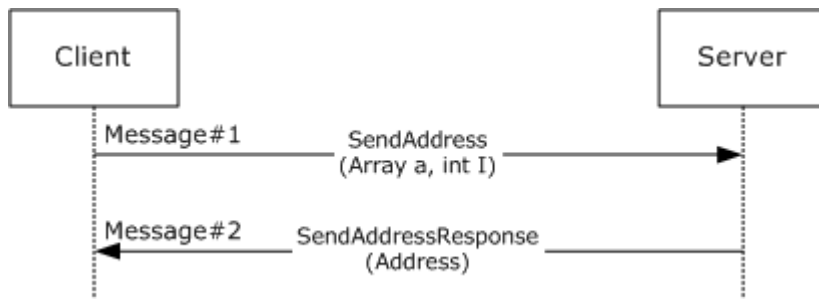 Client
Server
Message#1
SendAddress
(Array a, int I)
Message#2
SendAddressResponse
(Address)